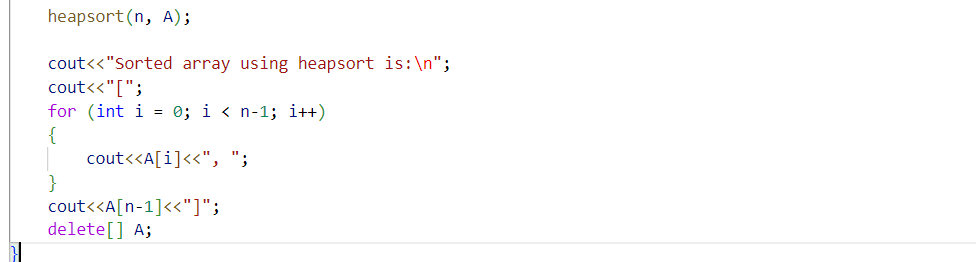 heapsort(n, A);
cout<<"Sorted array using heapsort is:\n";
cout<<"[";
for (int i = 0; i < n-1; i++)
{
cout<<A[i]<<", ";
}
cout<<A[n-1]<<"]";
delete[] A;
}